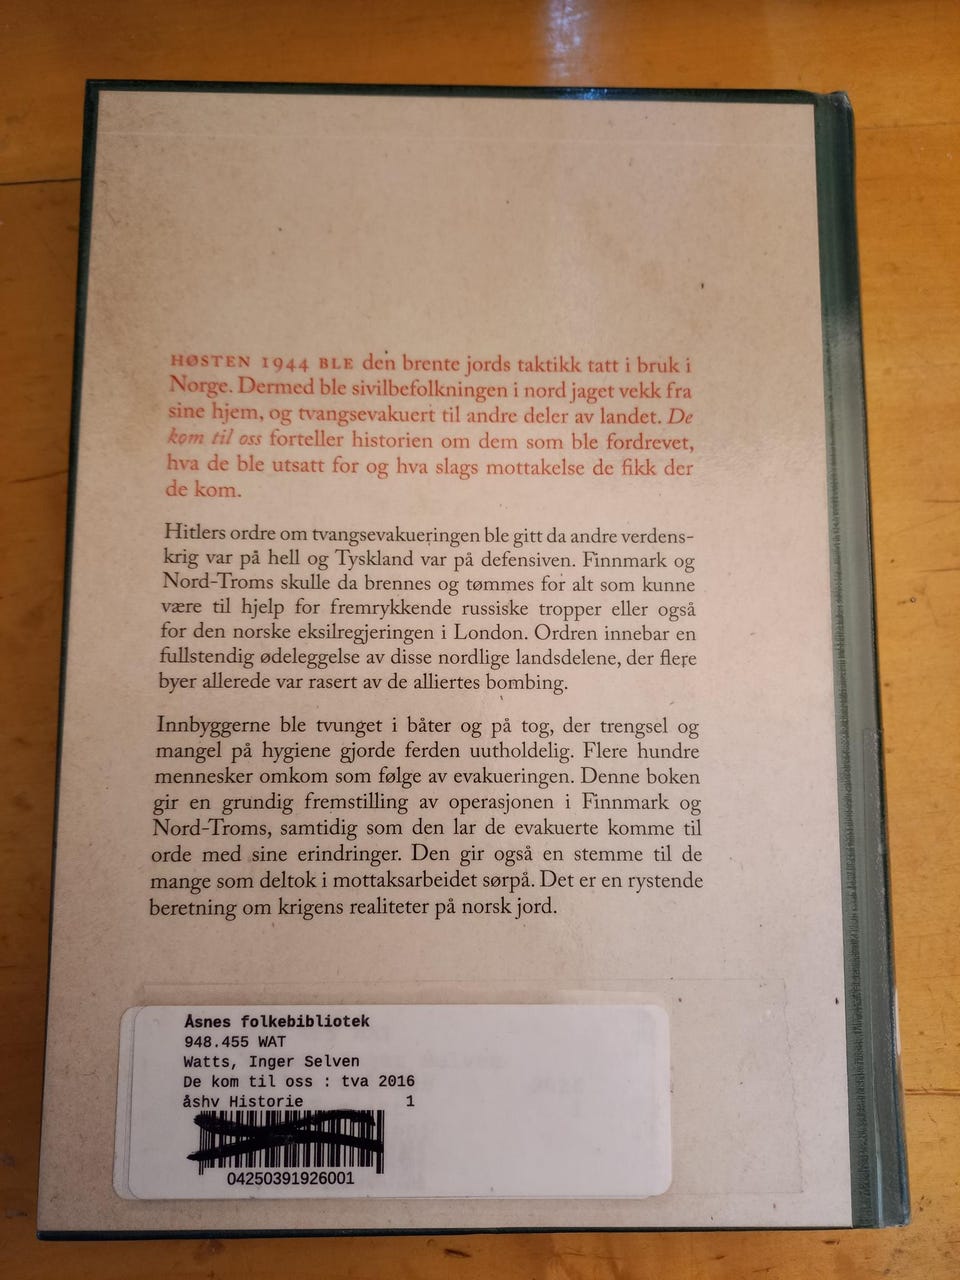 HØSTEN 1944 BLE den brente jords taktikk tatt i bruk i
Norge. Dermed ble sivilbefolkningen i nord jaget vekk fra
sine hjem, og tvangsevakuert til andre deler av landet. De
kom til oss forteller historien om dem som ble fordrevet,
hva de ble utsatt for og hva slags mottakelse de fikk der
de kom.
Hitlers ordre om tvangsevakueringen ble gitt da andre verdens-
krig var på hell og Tyskland var på defensiven. Finnmark og
Nord-Troms skulle da brennes og tømmes for alt som kunne
være til hjelp for fremrykkende russiske tropper eller også
for den norske eksilregjeringen i London. Ordren innebar en
fullstendig ødeleggelse av disse nordlige landsdelene, der flere
byer allerede var rasert av de alliertes bombing.
Innbyggerne ble tvunget i båter og på tog, der trengsel og
mangel på hygiene gjorde ferden uutholdelig. Flere hundre
mennesker omkom som følge av evakueringen. Denne boken
gir en grundig fremstilling av operasjonen i Finnmark og
Nord-Troms, samtidig som den lar de evakuerte komme til
orde med sine erindringer. Den gir også en stemme til de
mange som deltok i mottaksarbeidet sørpå. Det er en rystende
beretning om krigens realiteter på norsk jord.
Åsnes folkebibliotek
948.455 WAT
Watts, Inger Selven
De kom til oss : tva 2016
åshv Historie 1
04250391926001